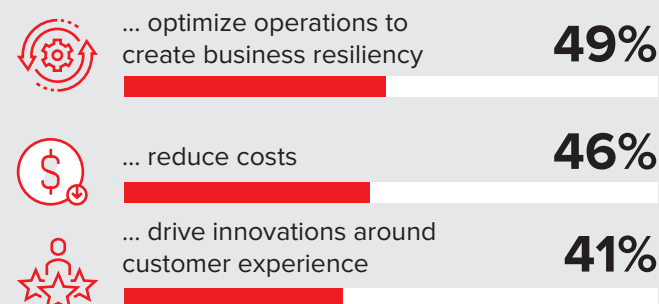 ... optimize operations to
create business resiliency
49%
... reduce costs
46%
... drive innovations around
customer experience
41%